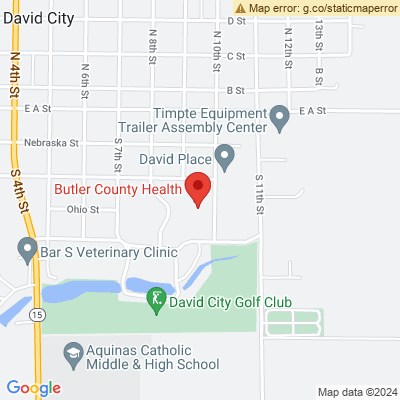 Map error: g.co/staticmaperror
David City
D St
N 4th St
N 6th St
N 8th St
N 10th St
N 12th St
13th St
C St
B St
B St
E A St
E A St
Timpte Equipment
Trailer Assembly Center
Nebraska St
S 7th St
David Place
S 4th St
Butler County Health
S 11th St
Ohio St
Bar S Veterinary Clinic
David City Golf Club
15
Aquinas Catholic
Middle & High School
Google
Map data ©2024